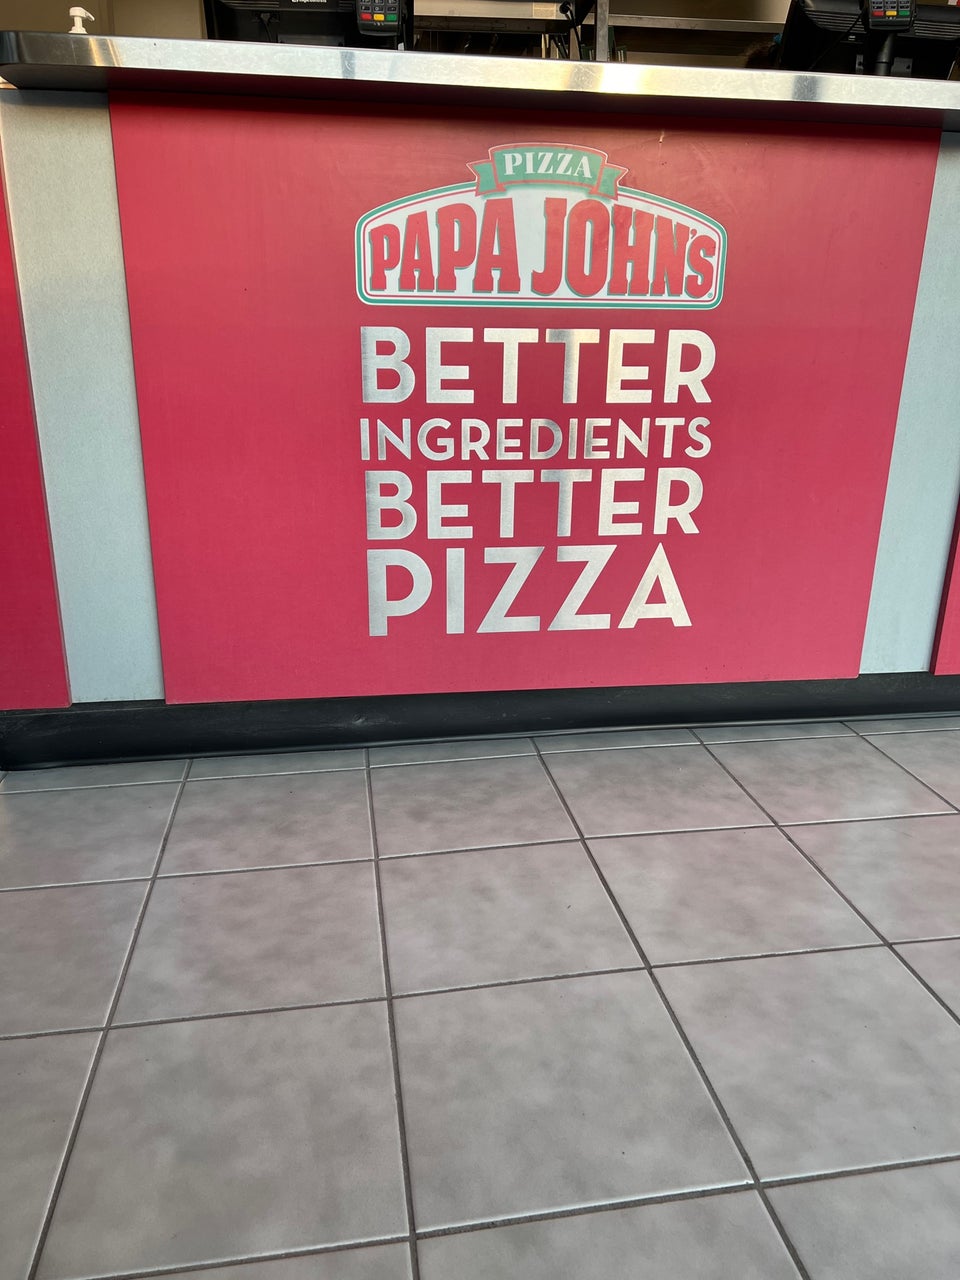 PIZZA
PAPA JOHN'S
BETTER
INGREDIENTS
BETTER
PIZZA